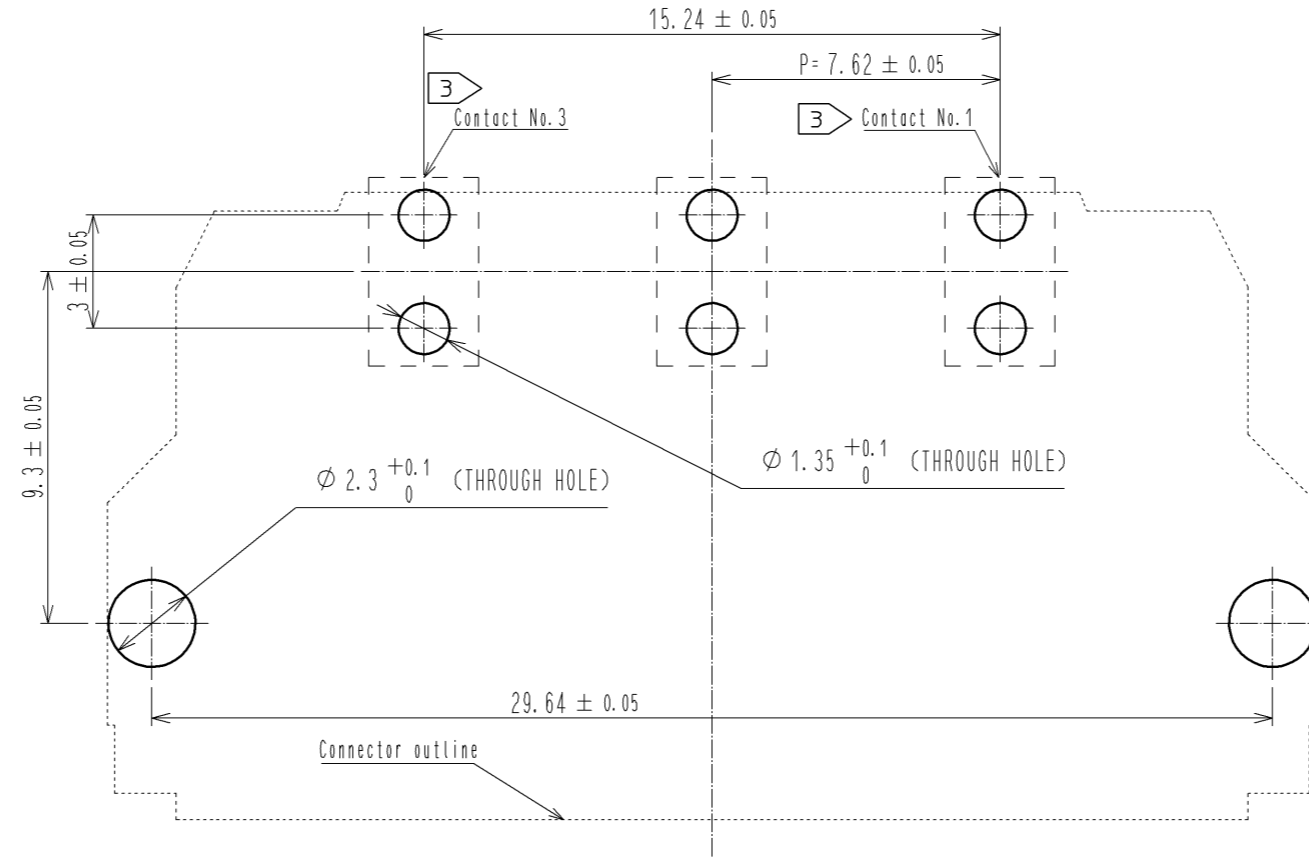 15.24 ± 0.05
P= 7.62 ± 0.05
3
Contact No.3
3
Contact No.1
3 ± 0.05
9.3 ± 0.05
Ø 2.3 +0.1 0 (THROUGH HOLE)
Ø 1.35 +0.1 0 (THROUGH HOLE)
29.64 ± 0.05
Connector outline